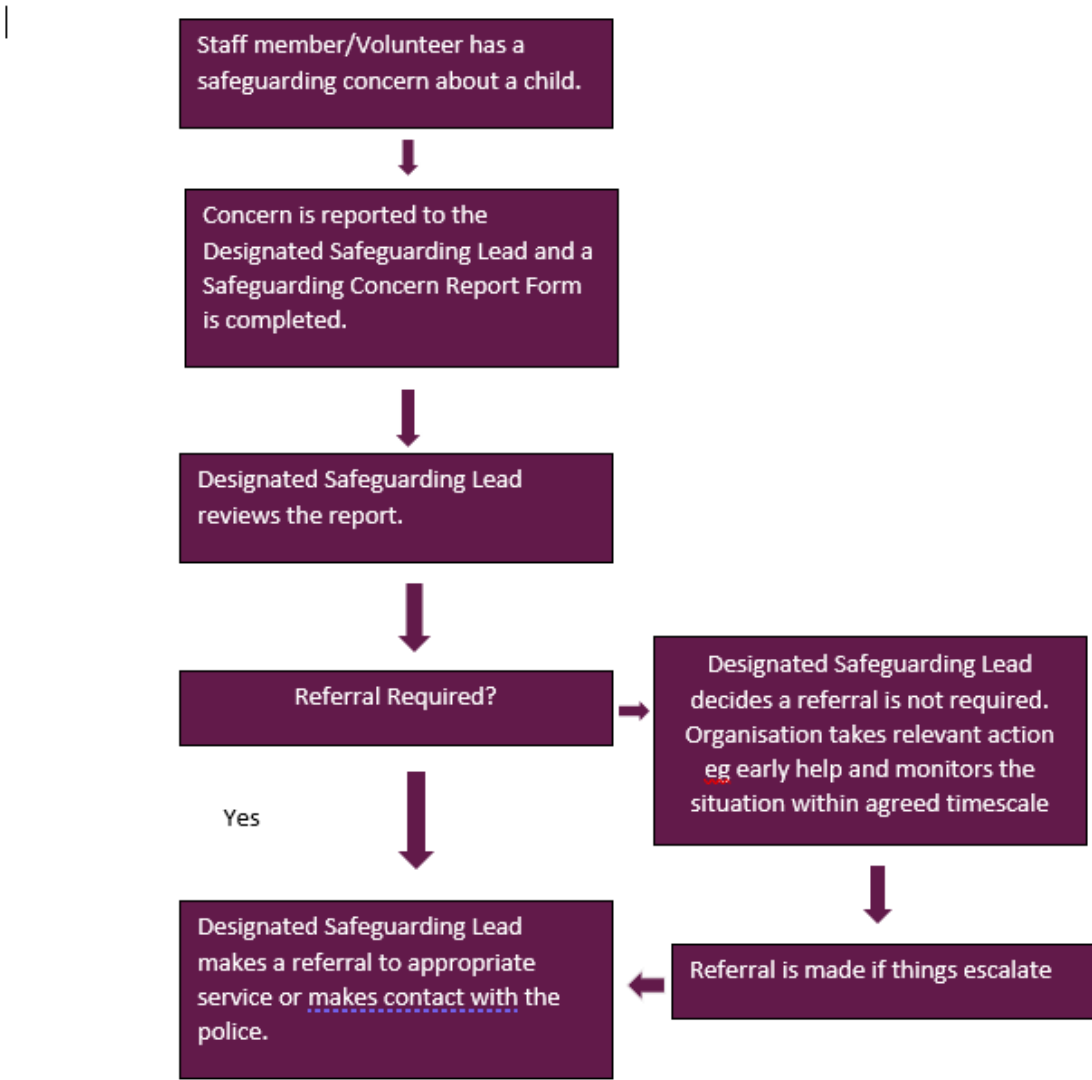 Staff member/Volunteer has a
safeguarding concern about a child.
Concern is reported to the
Designated Safeguarding Lead and a
Safeguarding Concern Report Form
is completed.
Designated Safeguarding Lead
reviews the report.
Referral Required?
Designated Safeguarding Lead
decides a referral is not required.
Organisation takes relevant action
eg early help and monitors the
situation within agreed timescale
Yes
Designated Safeguarding Lead
makes a referral to appropriate
service or makes contact with the
police.
Referral is made if things escalate